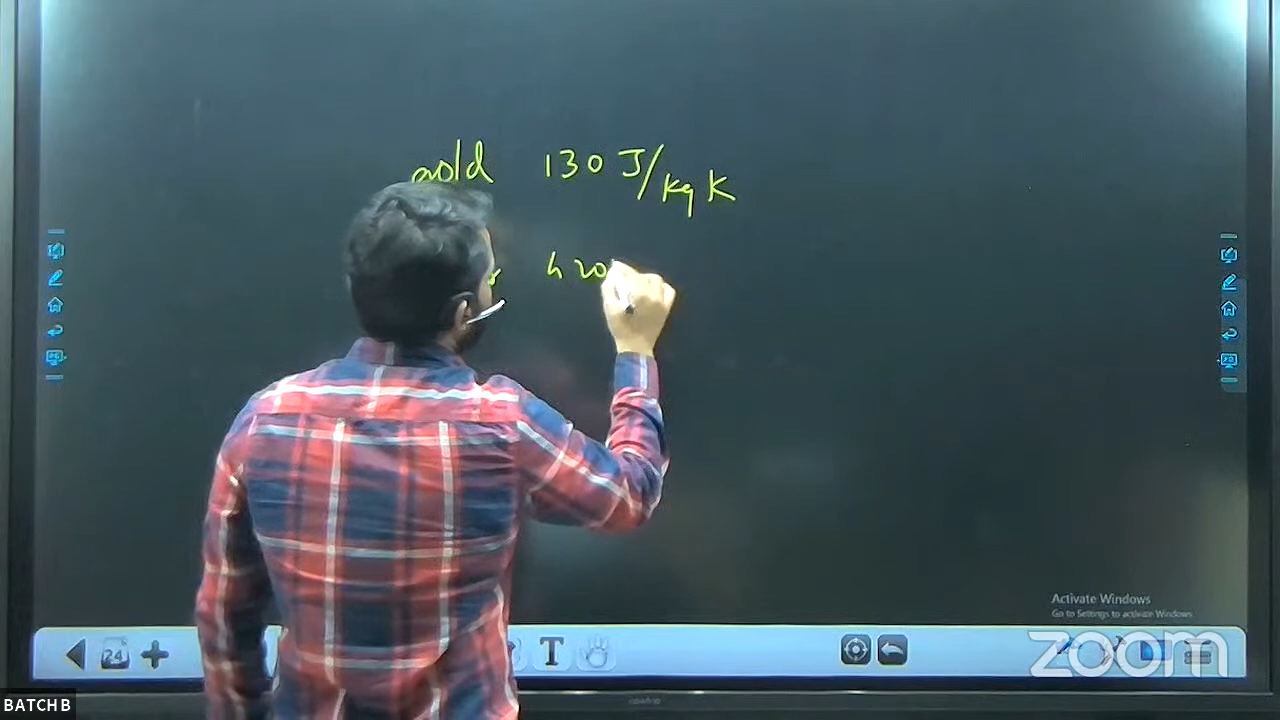 gold 130 J/kg K
420
Activate Windows
Go to Settings to activate Windows
24
T
zoom
BATCH B